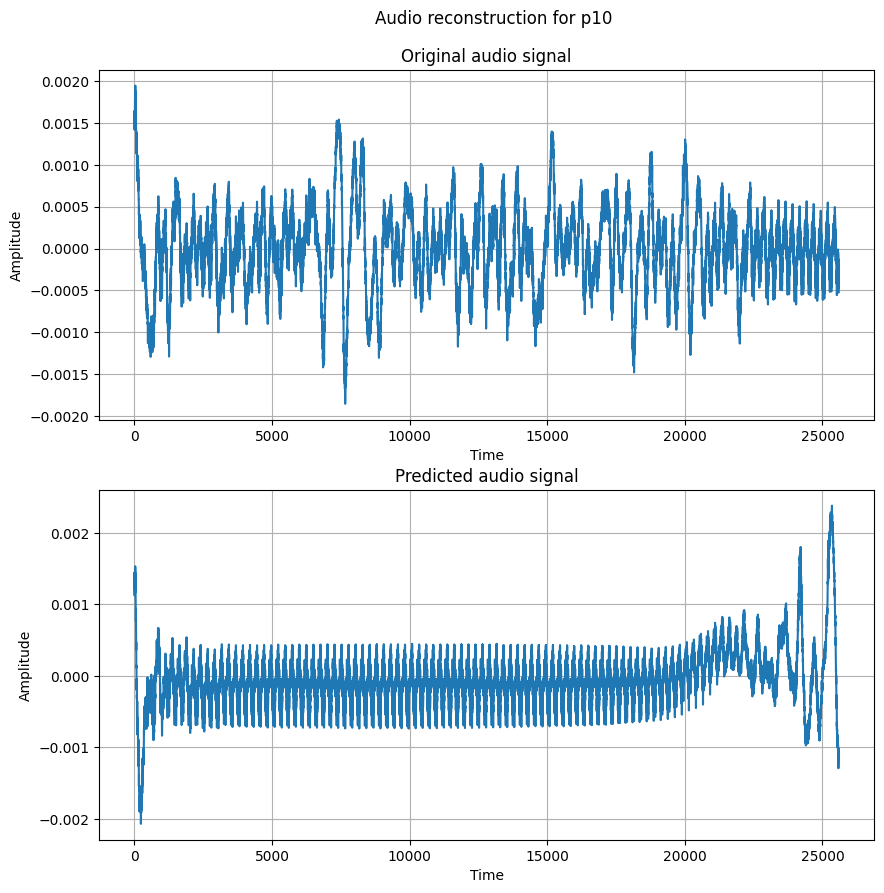 Audio reconstruction for p10
Original audio signal
0.0020
0.0015
0.0010
0.0005
0.0000
−0.0005
−0.0010
−0.0015
−0.0020
Amplitude
0 5000 10000 15000 20000 25000
Time
Predicted audio signal
0.002
0.001
0.000
−0.001
−0.002
Amplitude
0 5000 10000 15000 20000 25000
Time